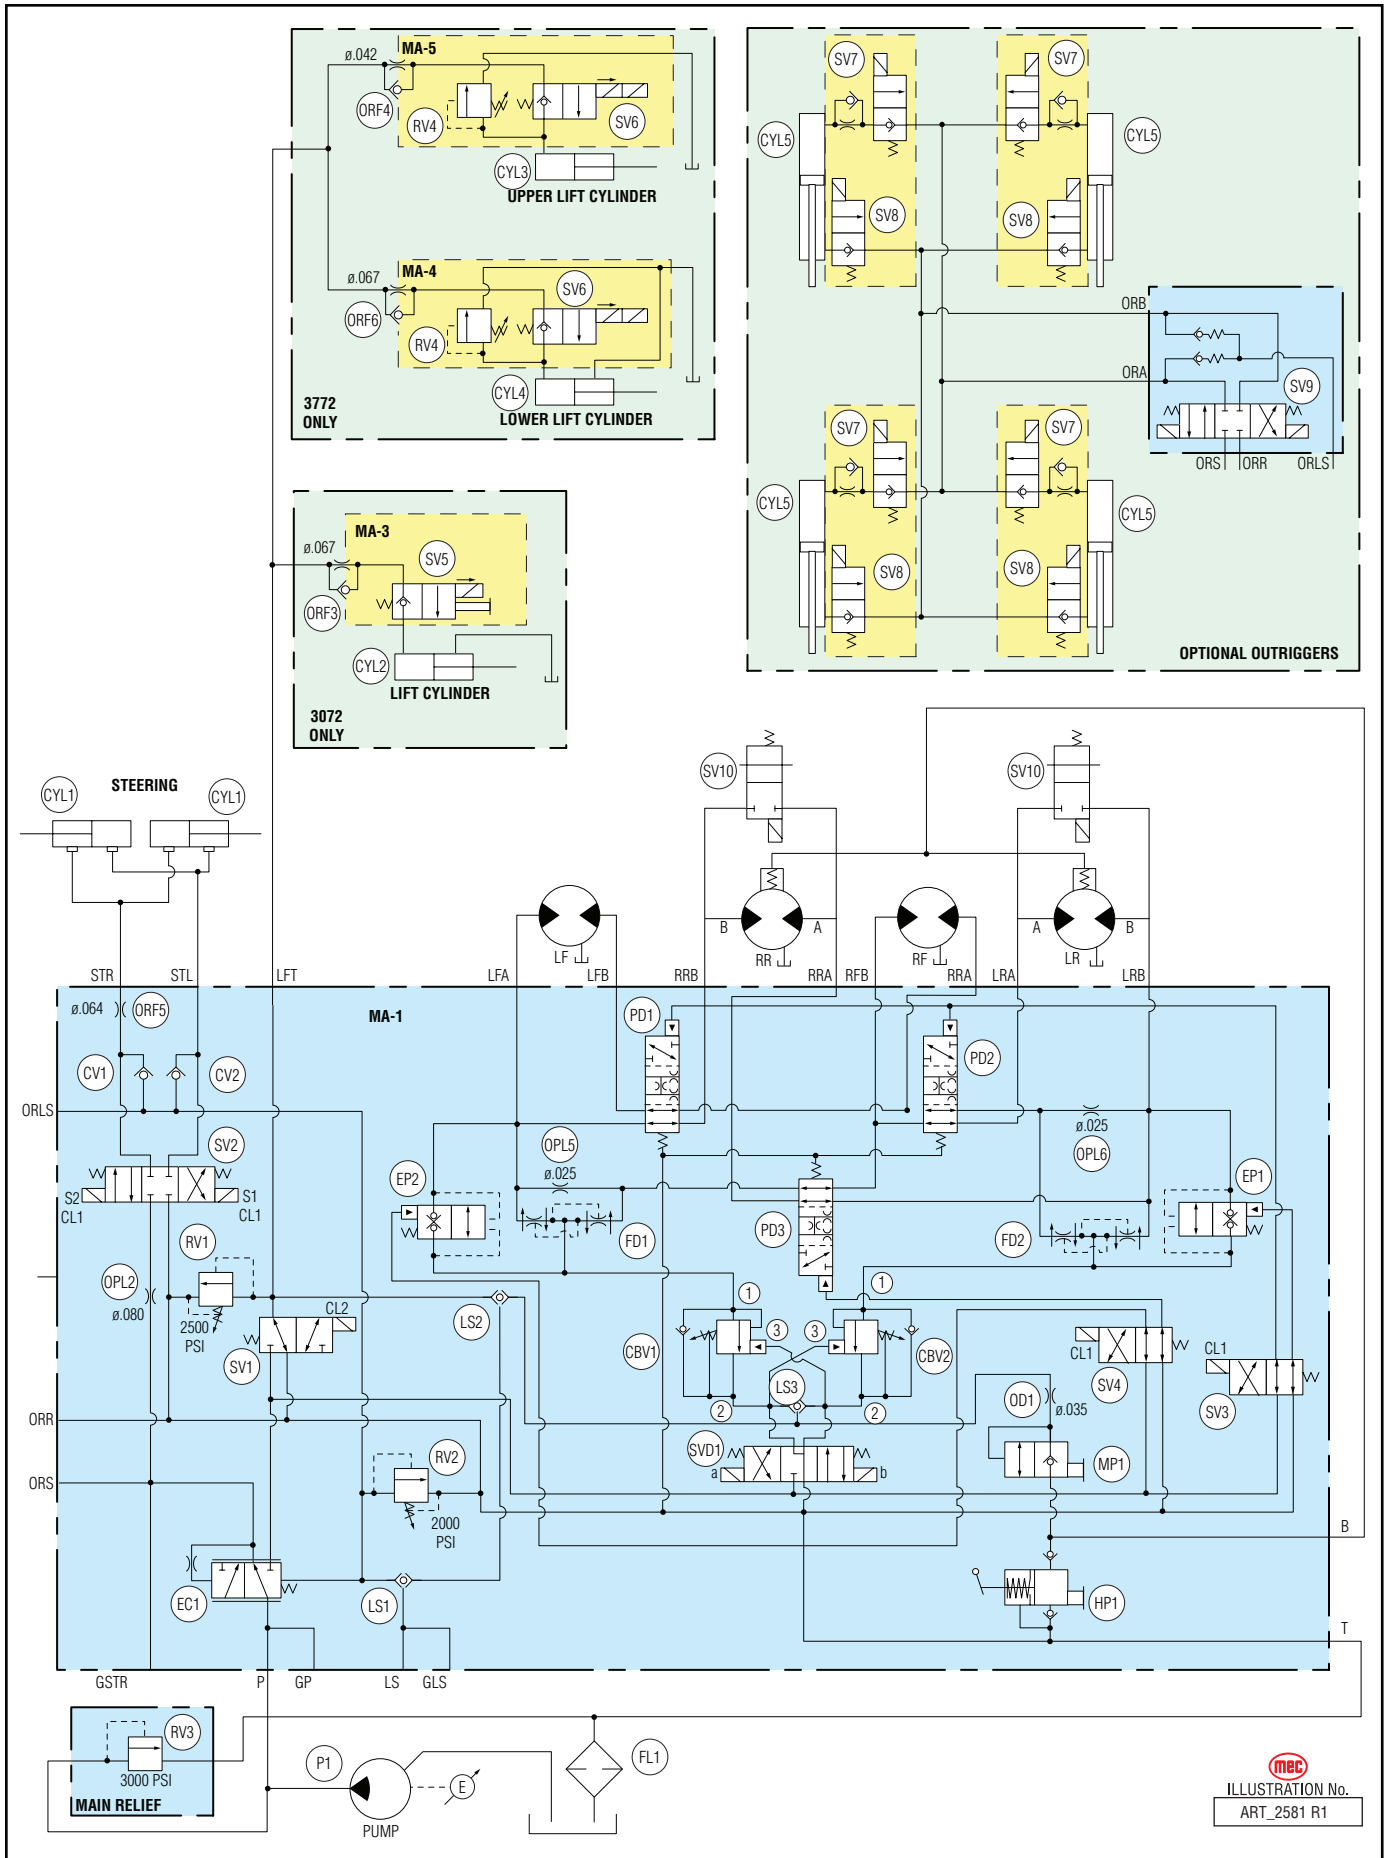 MA-5
ø.042
ORF4
RV4
SV6
CYL3
UPPER LIFT CYLINDER
MA-4
ø.067
SV6
ORF6
RV4
CYL4
3772
ONLY
LOWER LIFT CYLINDER
SV7
SV7
CYL5
CYL5
SV8
SV8
ORB
ORA
SV9
ORS
ORR
ORLS
SV7
SV7
CYL5
CYL5
SV8
SV8
OPTIONAL OUTRIGGERS
MA-3
ø.067
SV5
ORF3
CYL2
LIFT CYLINDER
3072
ONLY
STEERING
CYL1
CYL1
SV10
SV10
B
A
A
B
LF
RR
RF
LR
STR
STL
LFT
LFA
LFB
RRB
RRA
RFB
RRA
LRA
LRB
ø.064
ORF5
MA-1
PD1
PD2
CV1
CV2
ORLS
SV2
OPL5
ø.025
ø.025
OPL6
S2
CL1
S1
CL1
EP2
EP1
RV1
PD3
FD1
FD2
OPL2
ø.080
2500
PSI
CL2
LS2
1
1
3
3
CBV1
CBV2
SV1
LS3
CL1
SV4
CL1
SV3
OD1
ø.035
2
2
ORR
SVD1
a
b
RV2
MP1
ORS
2000
PSI
B
EC1
LS1
HP1
T
GSTR
P
GP
LS
GLS
RV3
3000 PSI
MAIN RELIEF
P1
E
PUMP
FL1
mec
ILLUSTRATION No.
ART_2581 R1